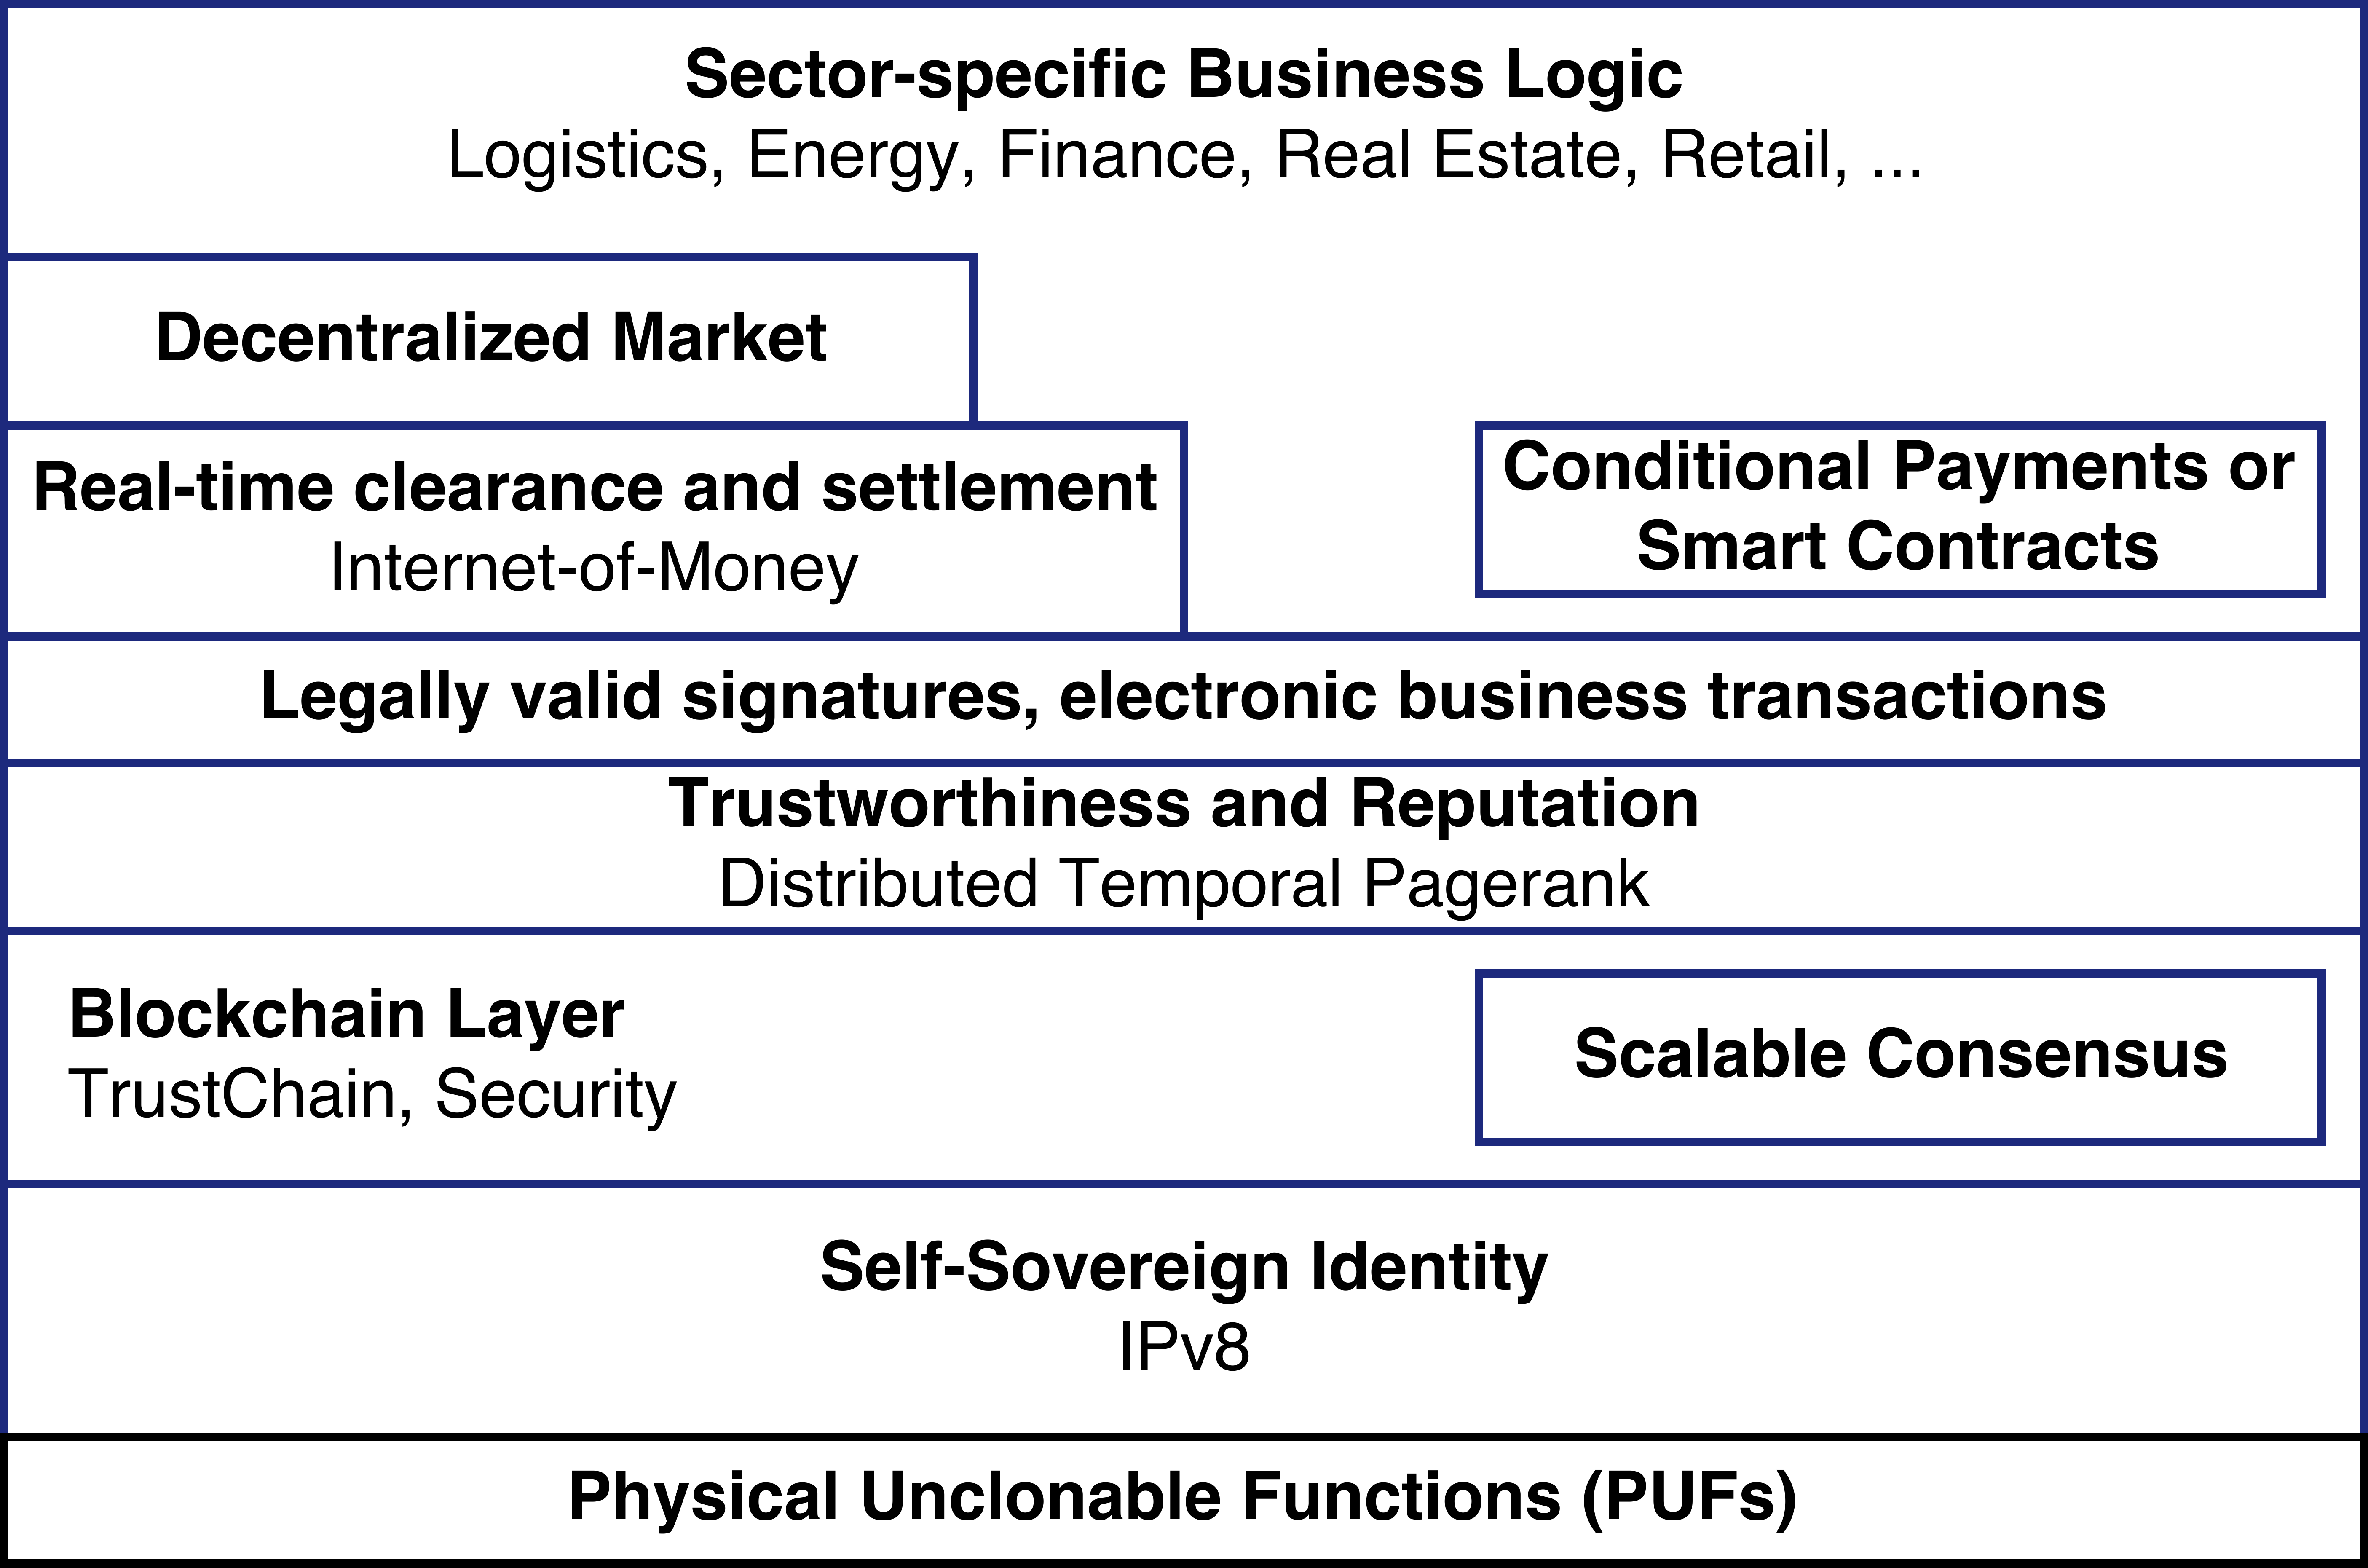 Sector-specific Business Logic
Logistics, Energy, Finance, Real Estate, Retail, ...
Decentralized Market
Real-time clearance and settlement
Internet-of-Money
Conditional Payments or
Smart Contracts
Legally valid signatures, electronic business transactions
Trustworthiness and Reputation
Distributed Temporal Pagerank
Blockchain Layer
TrustChain, Security
Scalable Consensus
Self-Sovereign Identity
IPv8
Physical Unclonable Functions (PUFs)